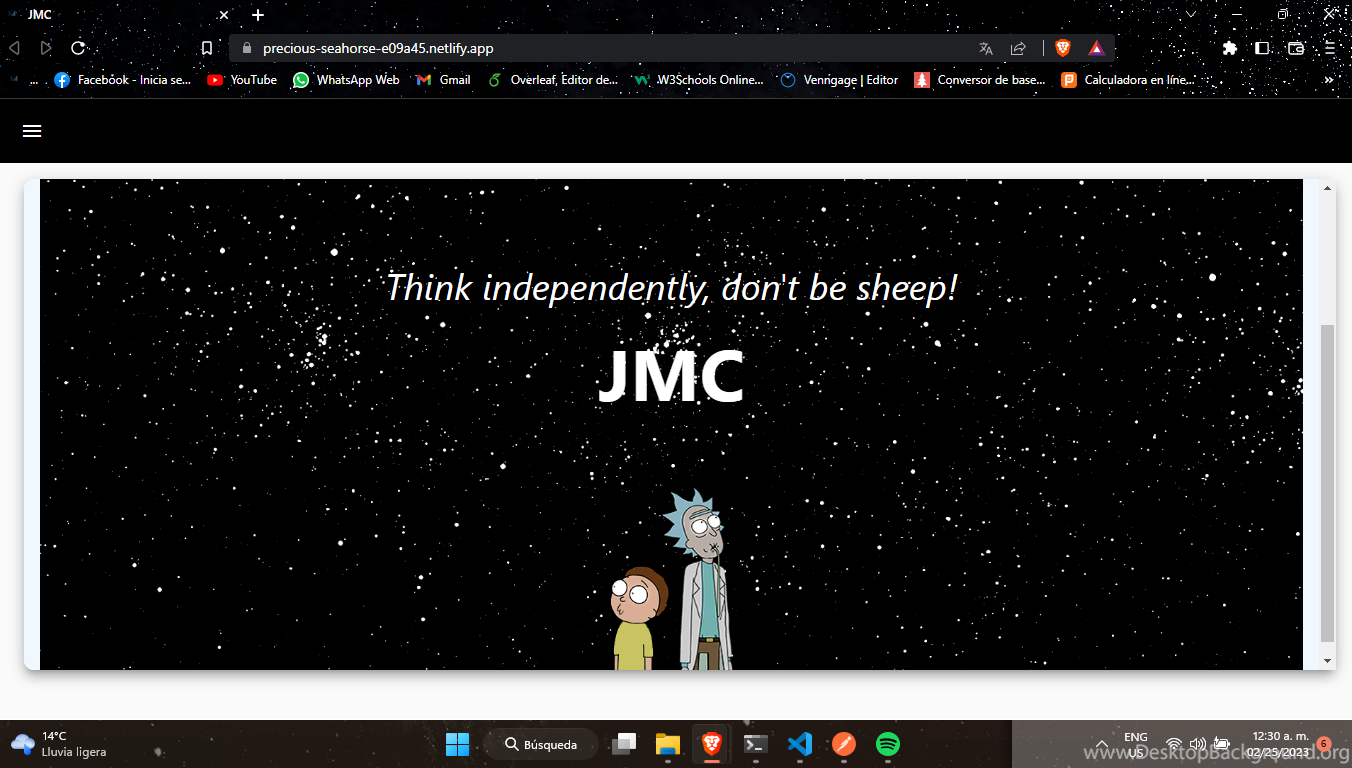 JMC
precious-seahorse-e09a45.netlify.app
... Facebook - Inicia se... YouTube WhatsApp Web Gmail Overleaf, Editor de... W3Schools Online... Venngage | Editor Conversor de base... Calculadora en líne... »
Think independently, don't be sheep!
JMC
14°C
Lluvia ligera
Búsqueda
ENG
US
12:30 a. m.
02/25/2023
6
www.DesktopBackground.org